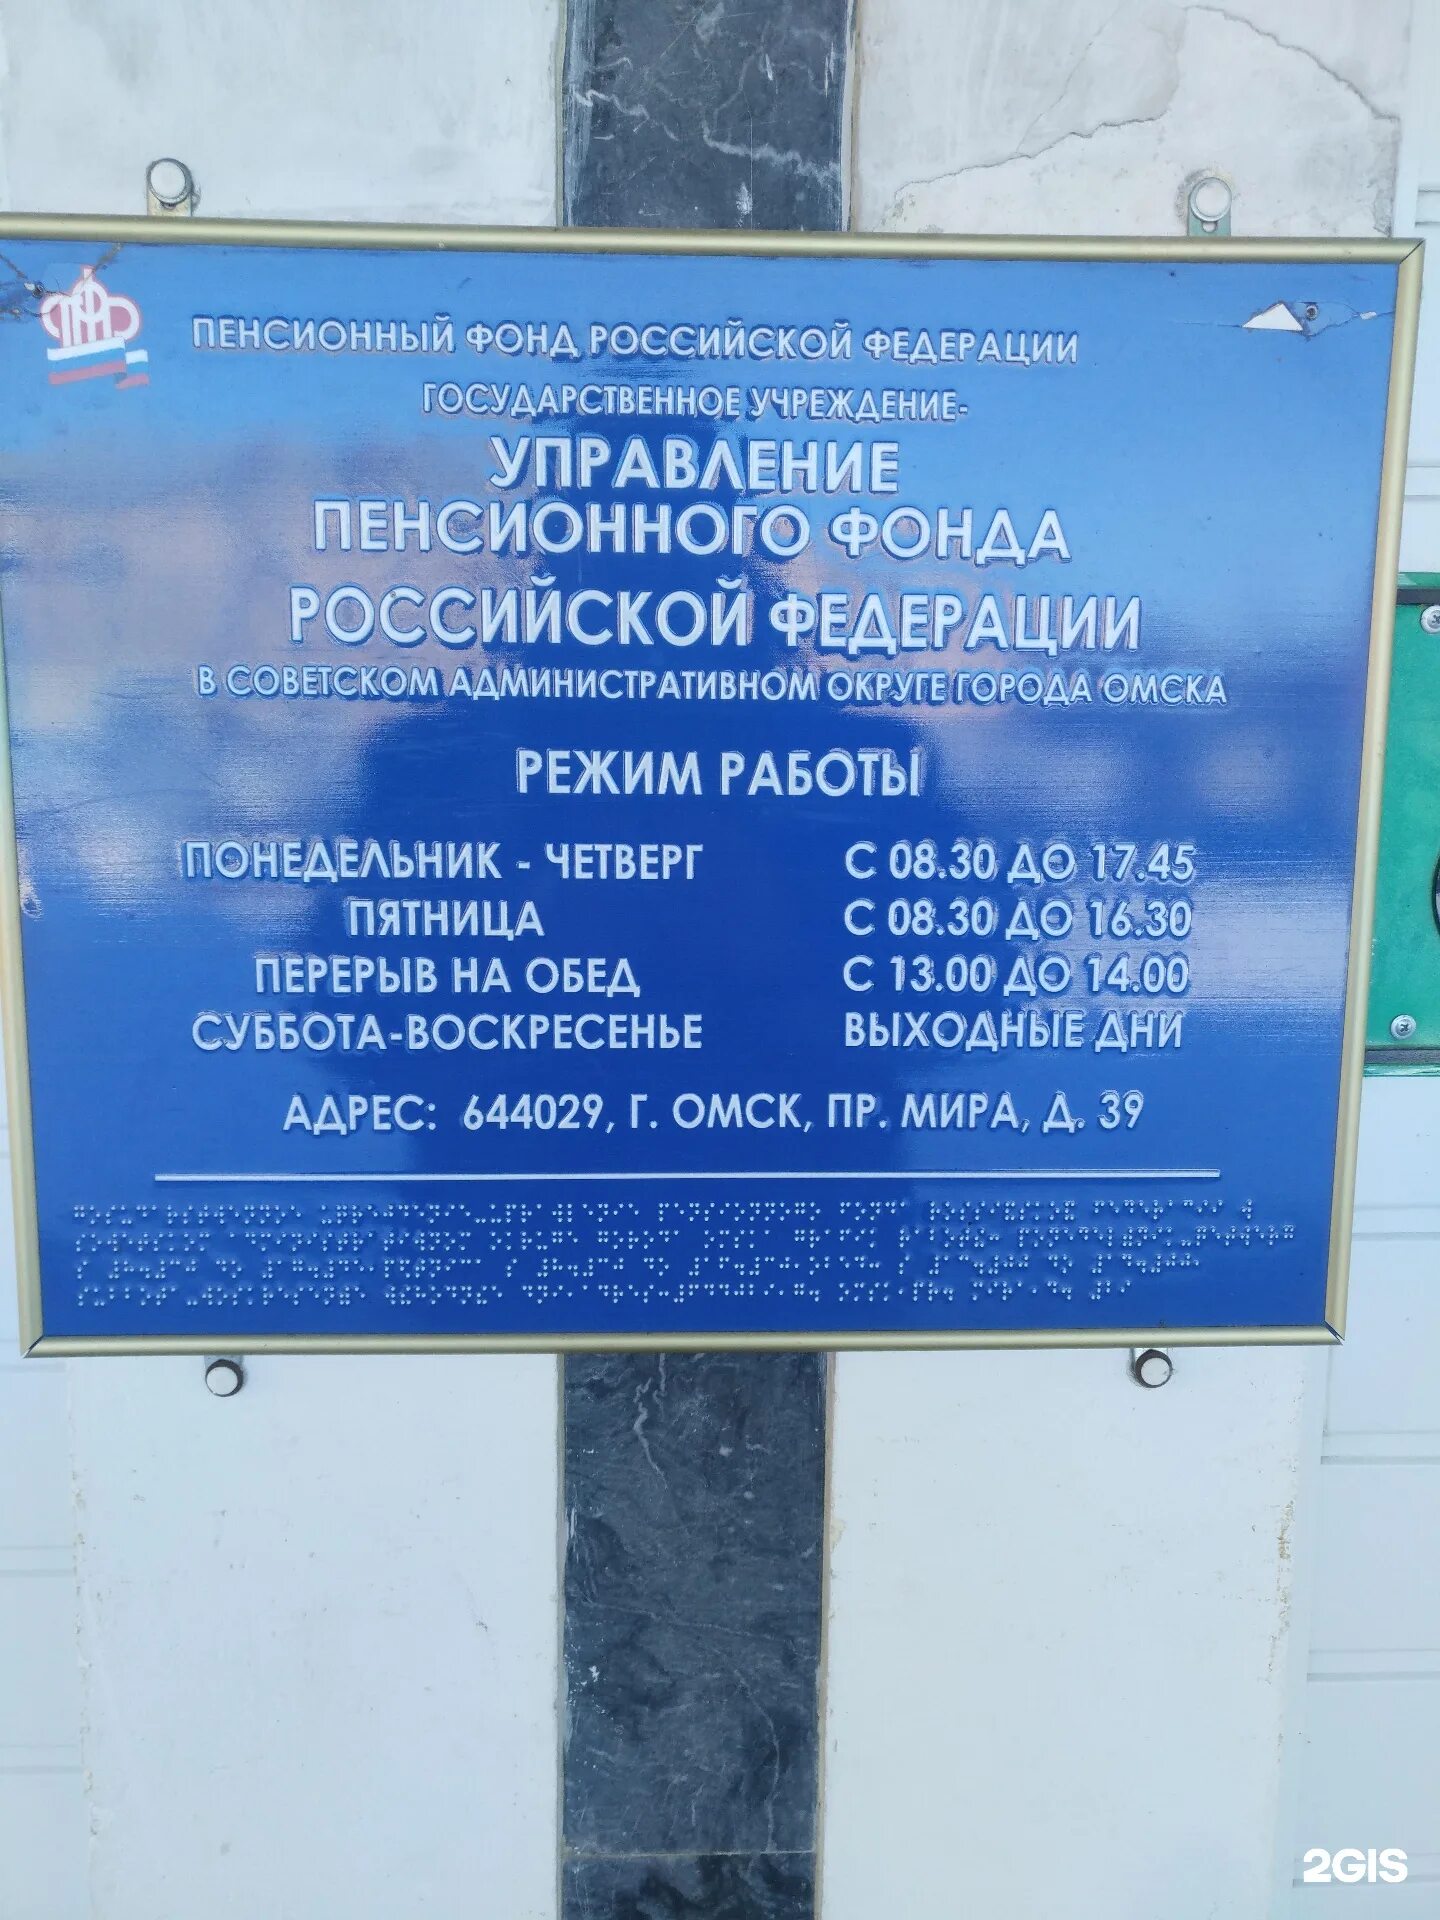 ПЕНСИОННЫЙ ФОНД РОССИЙСКОЙ ФЕДЕРАЦИИ
ГОСУДАРСТВЕННОЕ УЧРЕЖДЕНИЕ-
УПРАВЛЕНИЕ
ПЕНСИОННОГО ФОНДА
РОССИЙСКОЙ ФЕДЕРАЦИИ
В СОВЕТСКОМ АДМИНИСТРАТИВНОМ ОКРУГЕ ГОРОДА ОМСКА
РЕЖИМ РАБОТЫ
ПОНЕДЕЛЬНИК - ЧЕТВЕРГ С 08.30 ДО 17.45
ПЯТНИЦА С 08.30 ДО 16.30
ПЕРЕРЫВ НА ОБЕД С 13.00 ДО 14.00
СУББОТА-ВОСКРЕСЕНЬЕ ВЫХОДНЫЕ ДНИ
АДРЕС: 644029, Г. ОМСК, ПР. МИРА, Д. 39
2GIS